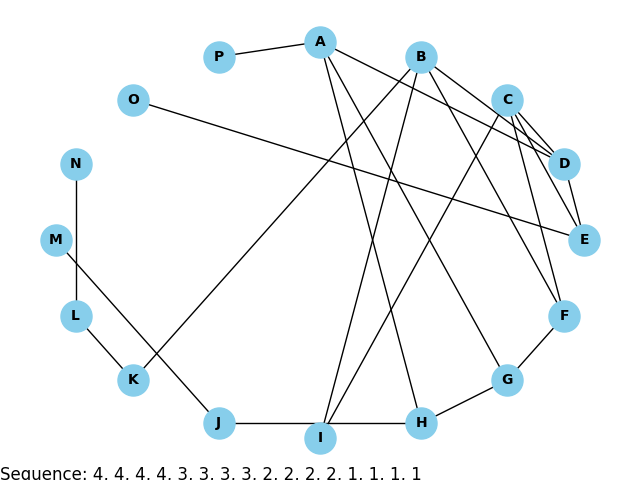 A
P
B
O
C
N
D
M
E
L
F
K
G
J
H
I
Sequence: 4, 4, 4, 4, 3, 3, 3, 3, 2, 2, 2, 2, 1, 1, 1, 1